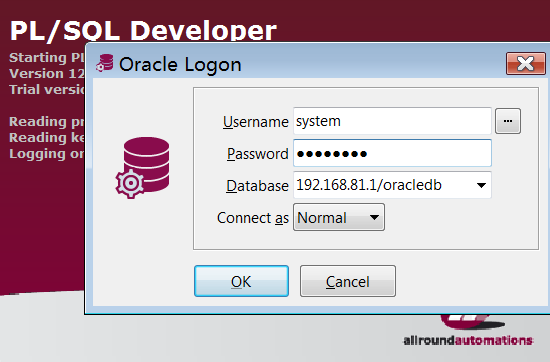 PL/SQL Developer
Starting PL
Version 12
Trial versio
Reading pr
Reading ke
Logging on
Oracle Logon
Username system ...
Password ●●●●●●●●
Database 192.168.81.1/oracledb
Connect as Normal
OK Cancel
allroundautomations